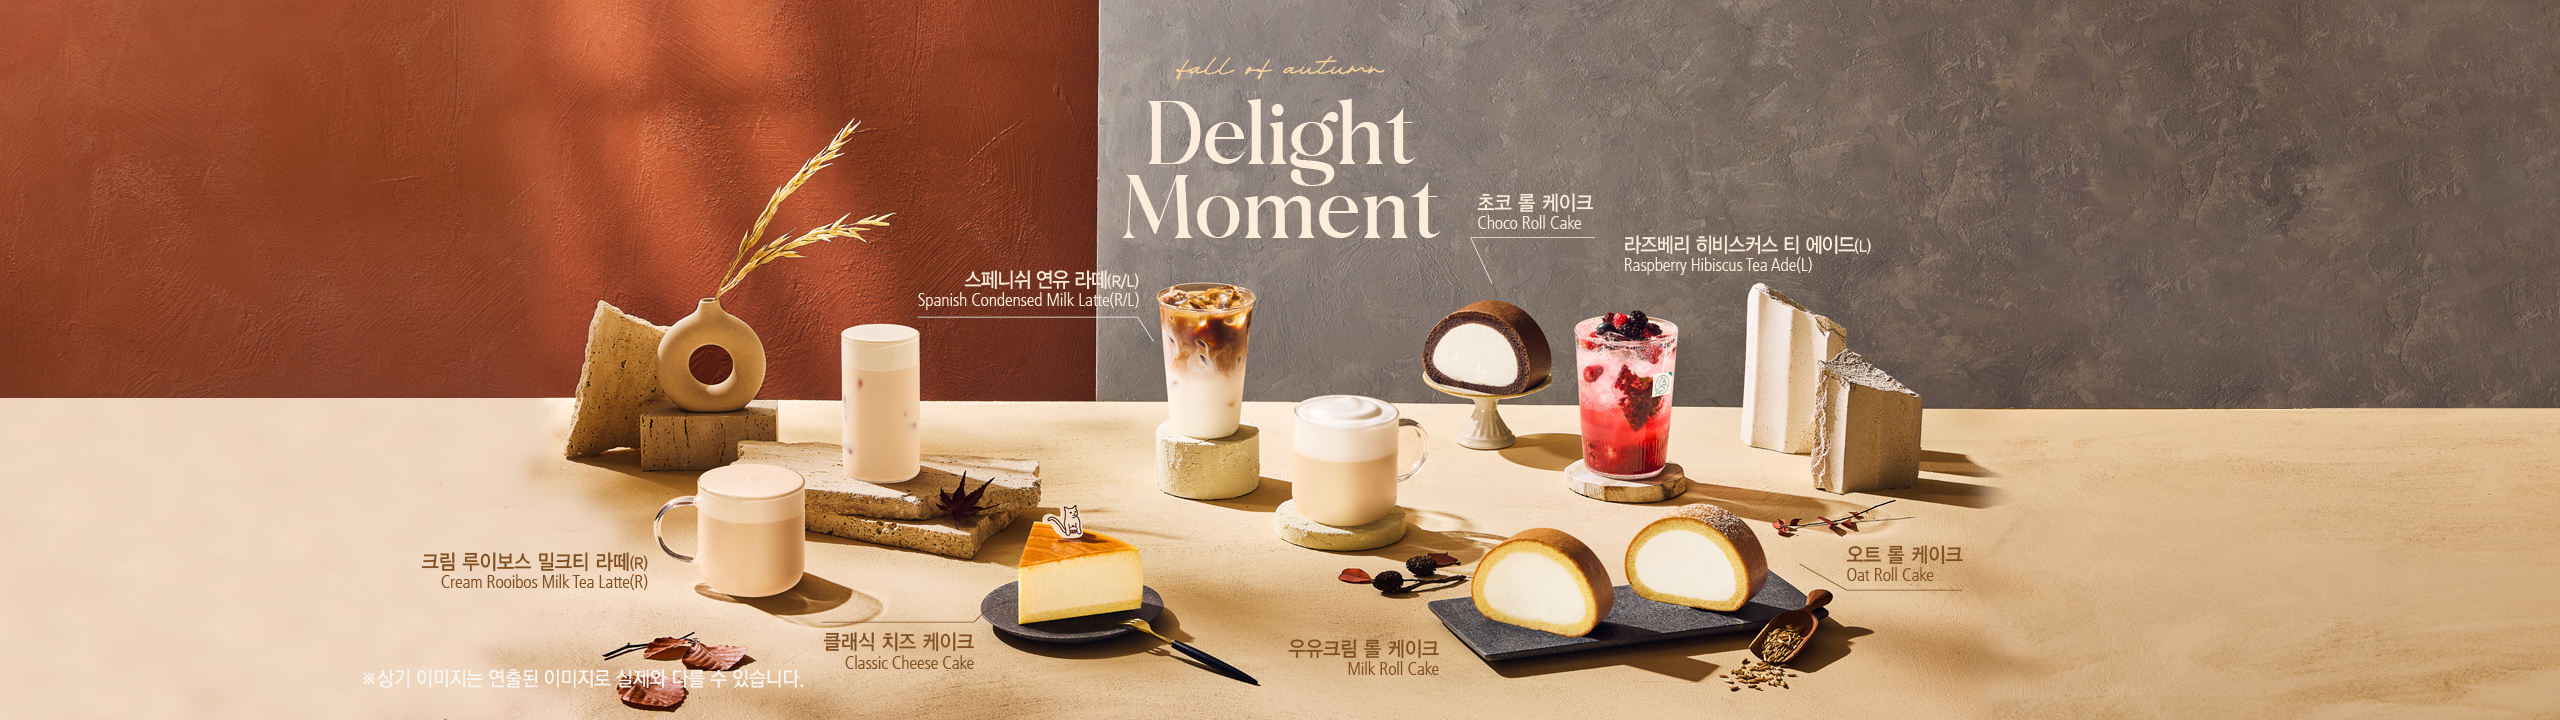 fall of autumn
Delight
Moment
초코 롤 케이크
Choco Roll Cake
라즈베리 히비스커스 티 에이드(L)
Raspberry Hibiscus Tea Ade(L)
스페니쉬 연유 라떼(R/L)
Spanish Condensed Milk Latte(R/L)
크림 루이보스 밀크티 라떼(R)
Cream Rooibos Milk Tea Latte(R)
클래식 치즈 케이크
Classic Cheese Cake
우유크림 롤 케이크
Milk Roll Cake
오트 롤 케이크
Oat Roll Cake
※상기 이미지는 연출된 이미지로 실제와 다를 수 있습니다.